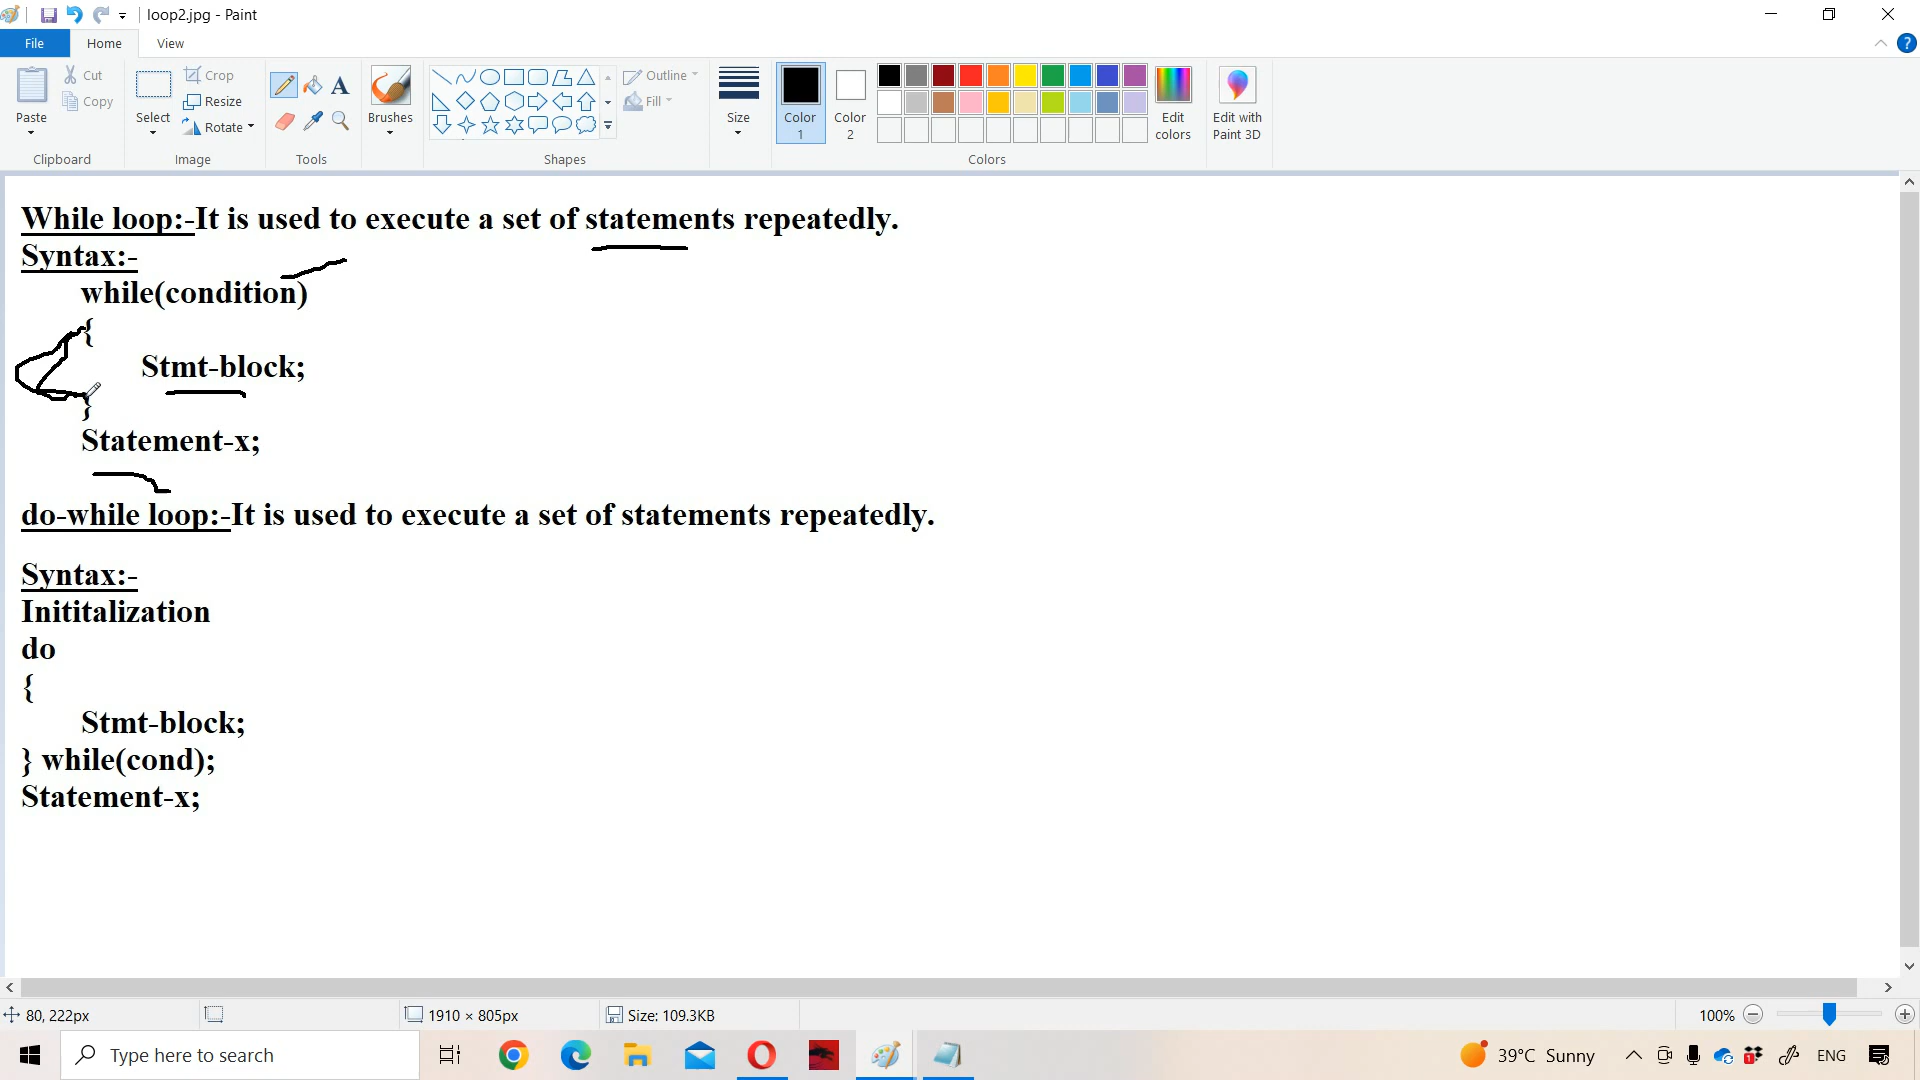 loop2.jpg - Paint
File Home View
Paste Cut Copy Clipboard
Select Crop Resize Rotate Image
A
Tools
Brushes
Outline Fill Shapes
Size
Color 1 Color 2 Edit colors Colors
Edit with Paint 3D
?
While loop:-It is used to execute a set of statements repeatedly.
Syntax:-
while(condition)
{
Stmt-block;
}
Statement-x;
do-while loop:-It is used to execute a set of statements repeatedly.
Syntax:-
Inititalization
do
{
Stmt-block;
} while(cond);
Statement-x;
80, 222px 1910 × 805px Size: 109.3KB 100%
Type here to search 39°C Sunny ENG